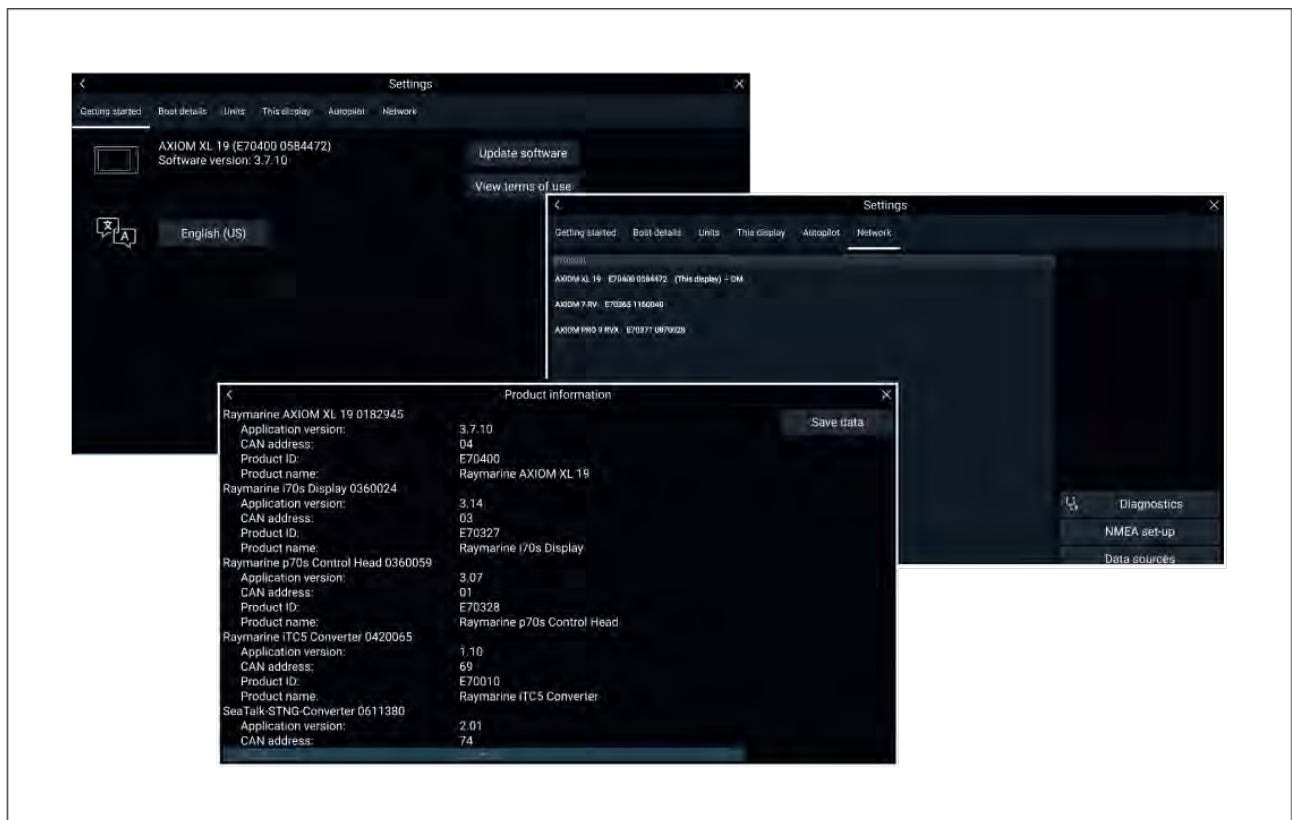 Settings
Getting started Boat details Units This display Autopilot Network
AXIOM XL 19 (E70400 0584472)
Software version: 3.7.10
Update software
View terms of use
English (US)
Settings
Getting started Boat details Units This display Autopilot Network
Product
AXIOM XL 19 E70400 0584472 (This display) – DM
AXIOM 7 RV E70365 1160040
AXIOM PRO 9 RVX E70371 0870028
Diagnostics
NMEA set-up
Data sources
Product information
Save data
Raymarine AXIOM XL 19 0182945
Application version: 3.7.10
CAN address: 04
Product ID: E70400
Product name: Raymarine AXIOM XL 19
Raymarine i70s Display 0360024
Application version: 3.14
CAN address: 03
Product ID: E70327
Product name: Raymarine i70s Display
Raymarine p70s Control Head 0360059
Application version: 3.07
CAN address: 01
Product ID: E70328
Product name: Raymarine p70s Control Head
Raymarine iTC5 Converter 0420065
Application version: 1.10
CAN address: 69
Product ID: E70010
Product name: Raymarine iTC5 Converter
SeaTalk-STNG-Converter 0611380
Application version: 2.01
CAN address: 74